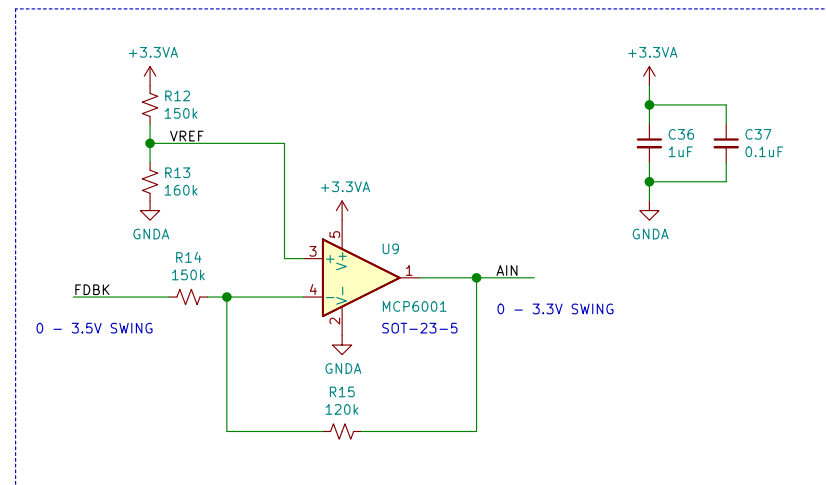 +3.3VA
R12
150k
VREF
R13
160k
GNDA
+3.3VA
5
U9
3
+
V+
1
AIN
4
-
V-
2
MCP6001
SOT-23-5
GNDA
R14
150k
FDBK
0 - 3.5V SWING
0 - 3.3V SWING
R15
120k
+3.3VA
C36
1uF
C37
0.1uF
GNDA